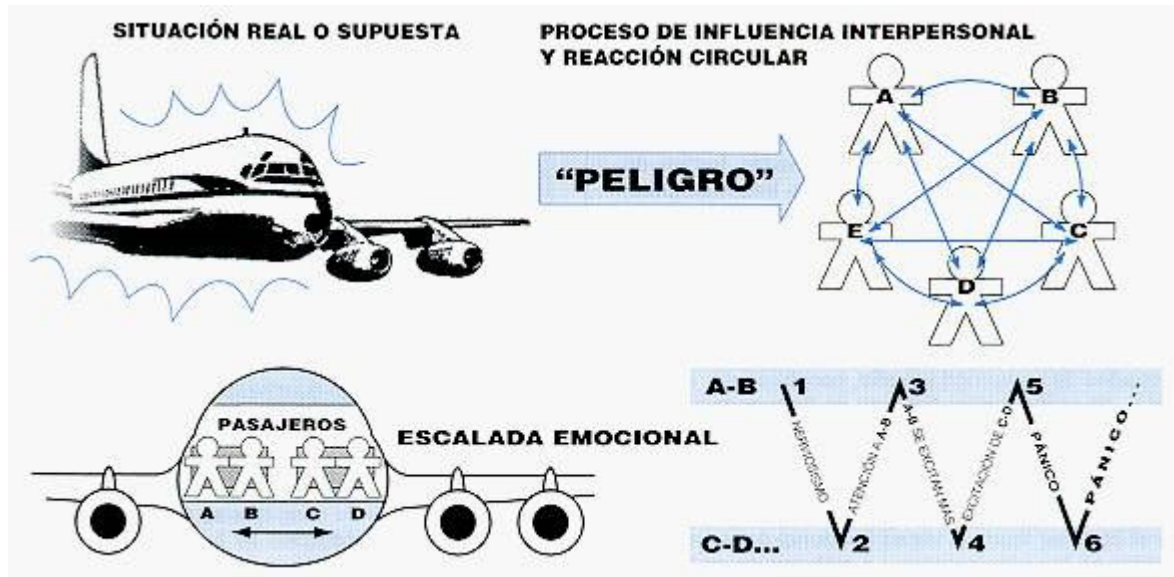 SITUACIÓN REAL O SUPUESTA
PROCESO DE INFLUENCIA INTERPERSONAL
Y REACCIÓN CIRCULAR
"PELIGRO"
A
B
E
C
D
PASAJEROS
A B C D
ESCALADA EMOCIONAL
A-B 1 3 5
NERVIOSISMO
ATENCIÓN A A-B
A-B SE EXCITAN MÁS
EXCITACIÓN DE C-D
PÁNICO
PÁNICO...
C-D... 2 4 6